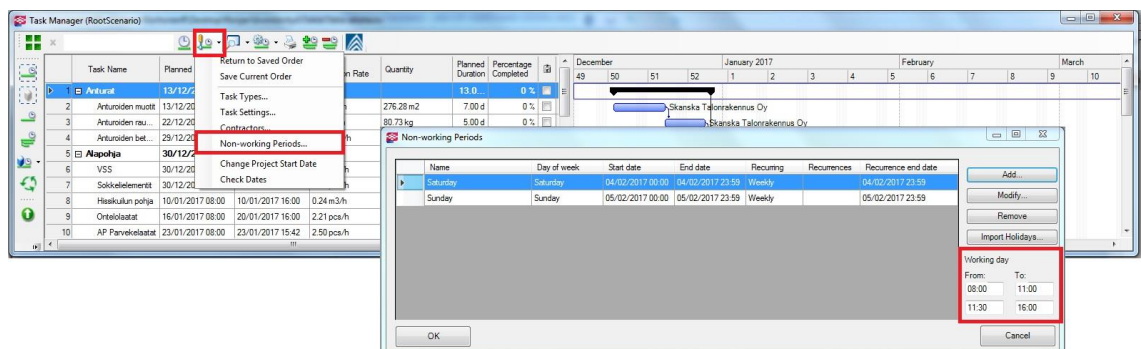 Task Manager (RootScenario)
Return to Saved Order
Save Current Order
Task Types...
Task Settings...
Contractors...
Non-working Periods...
Change Project Start Date
Check Dates
Task Name Planned n Rate Quantity Planned Duration Percentage Completed
December January 2017 February March
49 50 51 52 1 2 3 4 5 6 7 8 9 10
1 Anturat 13/12/2 13.0... 0 %
2 Anturoiden muotit 13/12/20 276.28 m2 7.00 d 0 % Skanska Talonrakennus Oy
3 Anturoiden rau... 22/12/20 80.73 kg 5.00 d 0 % Skanska Talonrakennus Oy
4 Anturoiden bet... 29/12/20
5 Alapohja 30/12/2
6 VSS 30/12/20
7 Sokkelielementit 30/12/20
8 Hissikuilun pohja 10/01/2017 08:00 10/01/2017 16:00 0.24 m3/h
9 Ontelolaatat 16/01/2017 08:00 20/01/2017 16:00 2.21 pcs/h
10 AP Parvekelaatat 23/01/2017 08:00 23/01/2017 15:42 2.50 pcs/h
Non-working Periods
Name Day of week Start date End date Recurring Recurrences Recurrence end date
Saturday Saturday 04/02/2017 00:00 04/02/2017 23:59 Weekly 04/02/2017 23:59
Sunday Sunday 05/02/2017 00:00 05/02/2017 23:59 Weekly 05/02/2017 23:59
Add...
Modify...
Remove
Import Holidays...
Working day
From: To:
08:00 11:00
11:30 16:00
OK Cancel